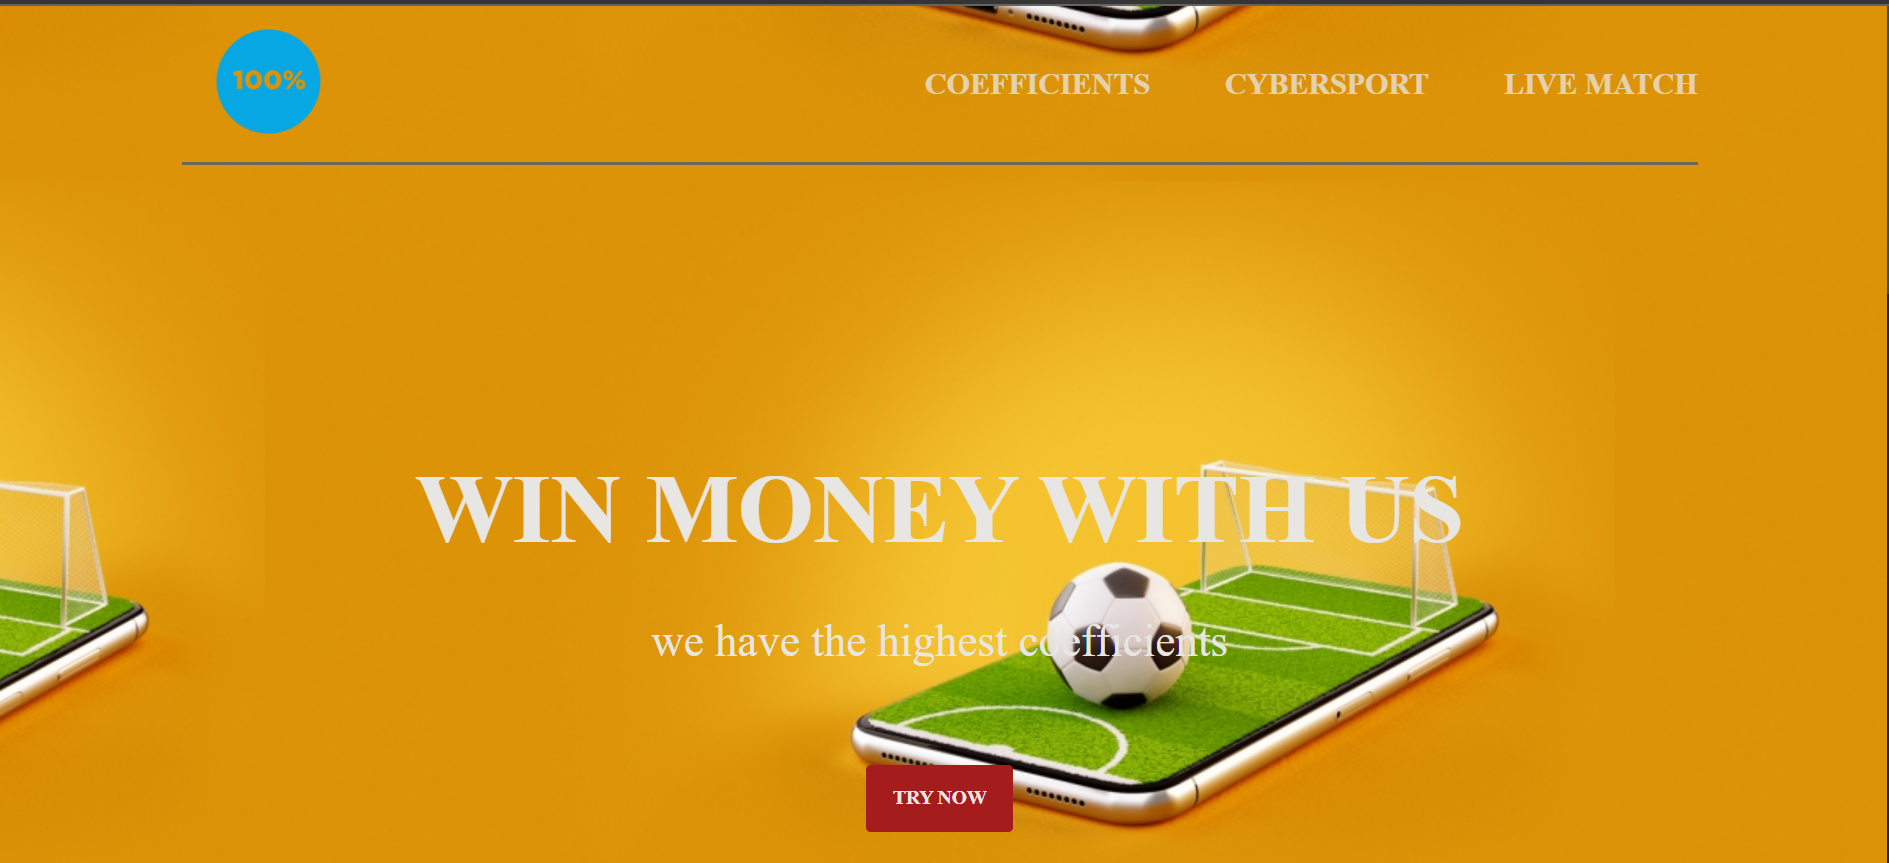 100%
COEFFICIENTS CYBERSPORT LIVE MATCH
WIN MONEY WITH US
we have the highest coefficients
TRY NOW